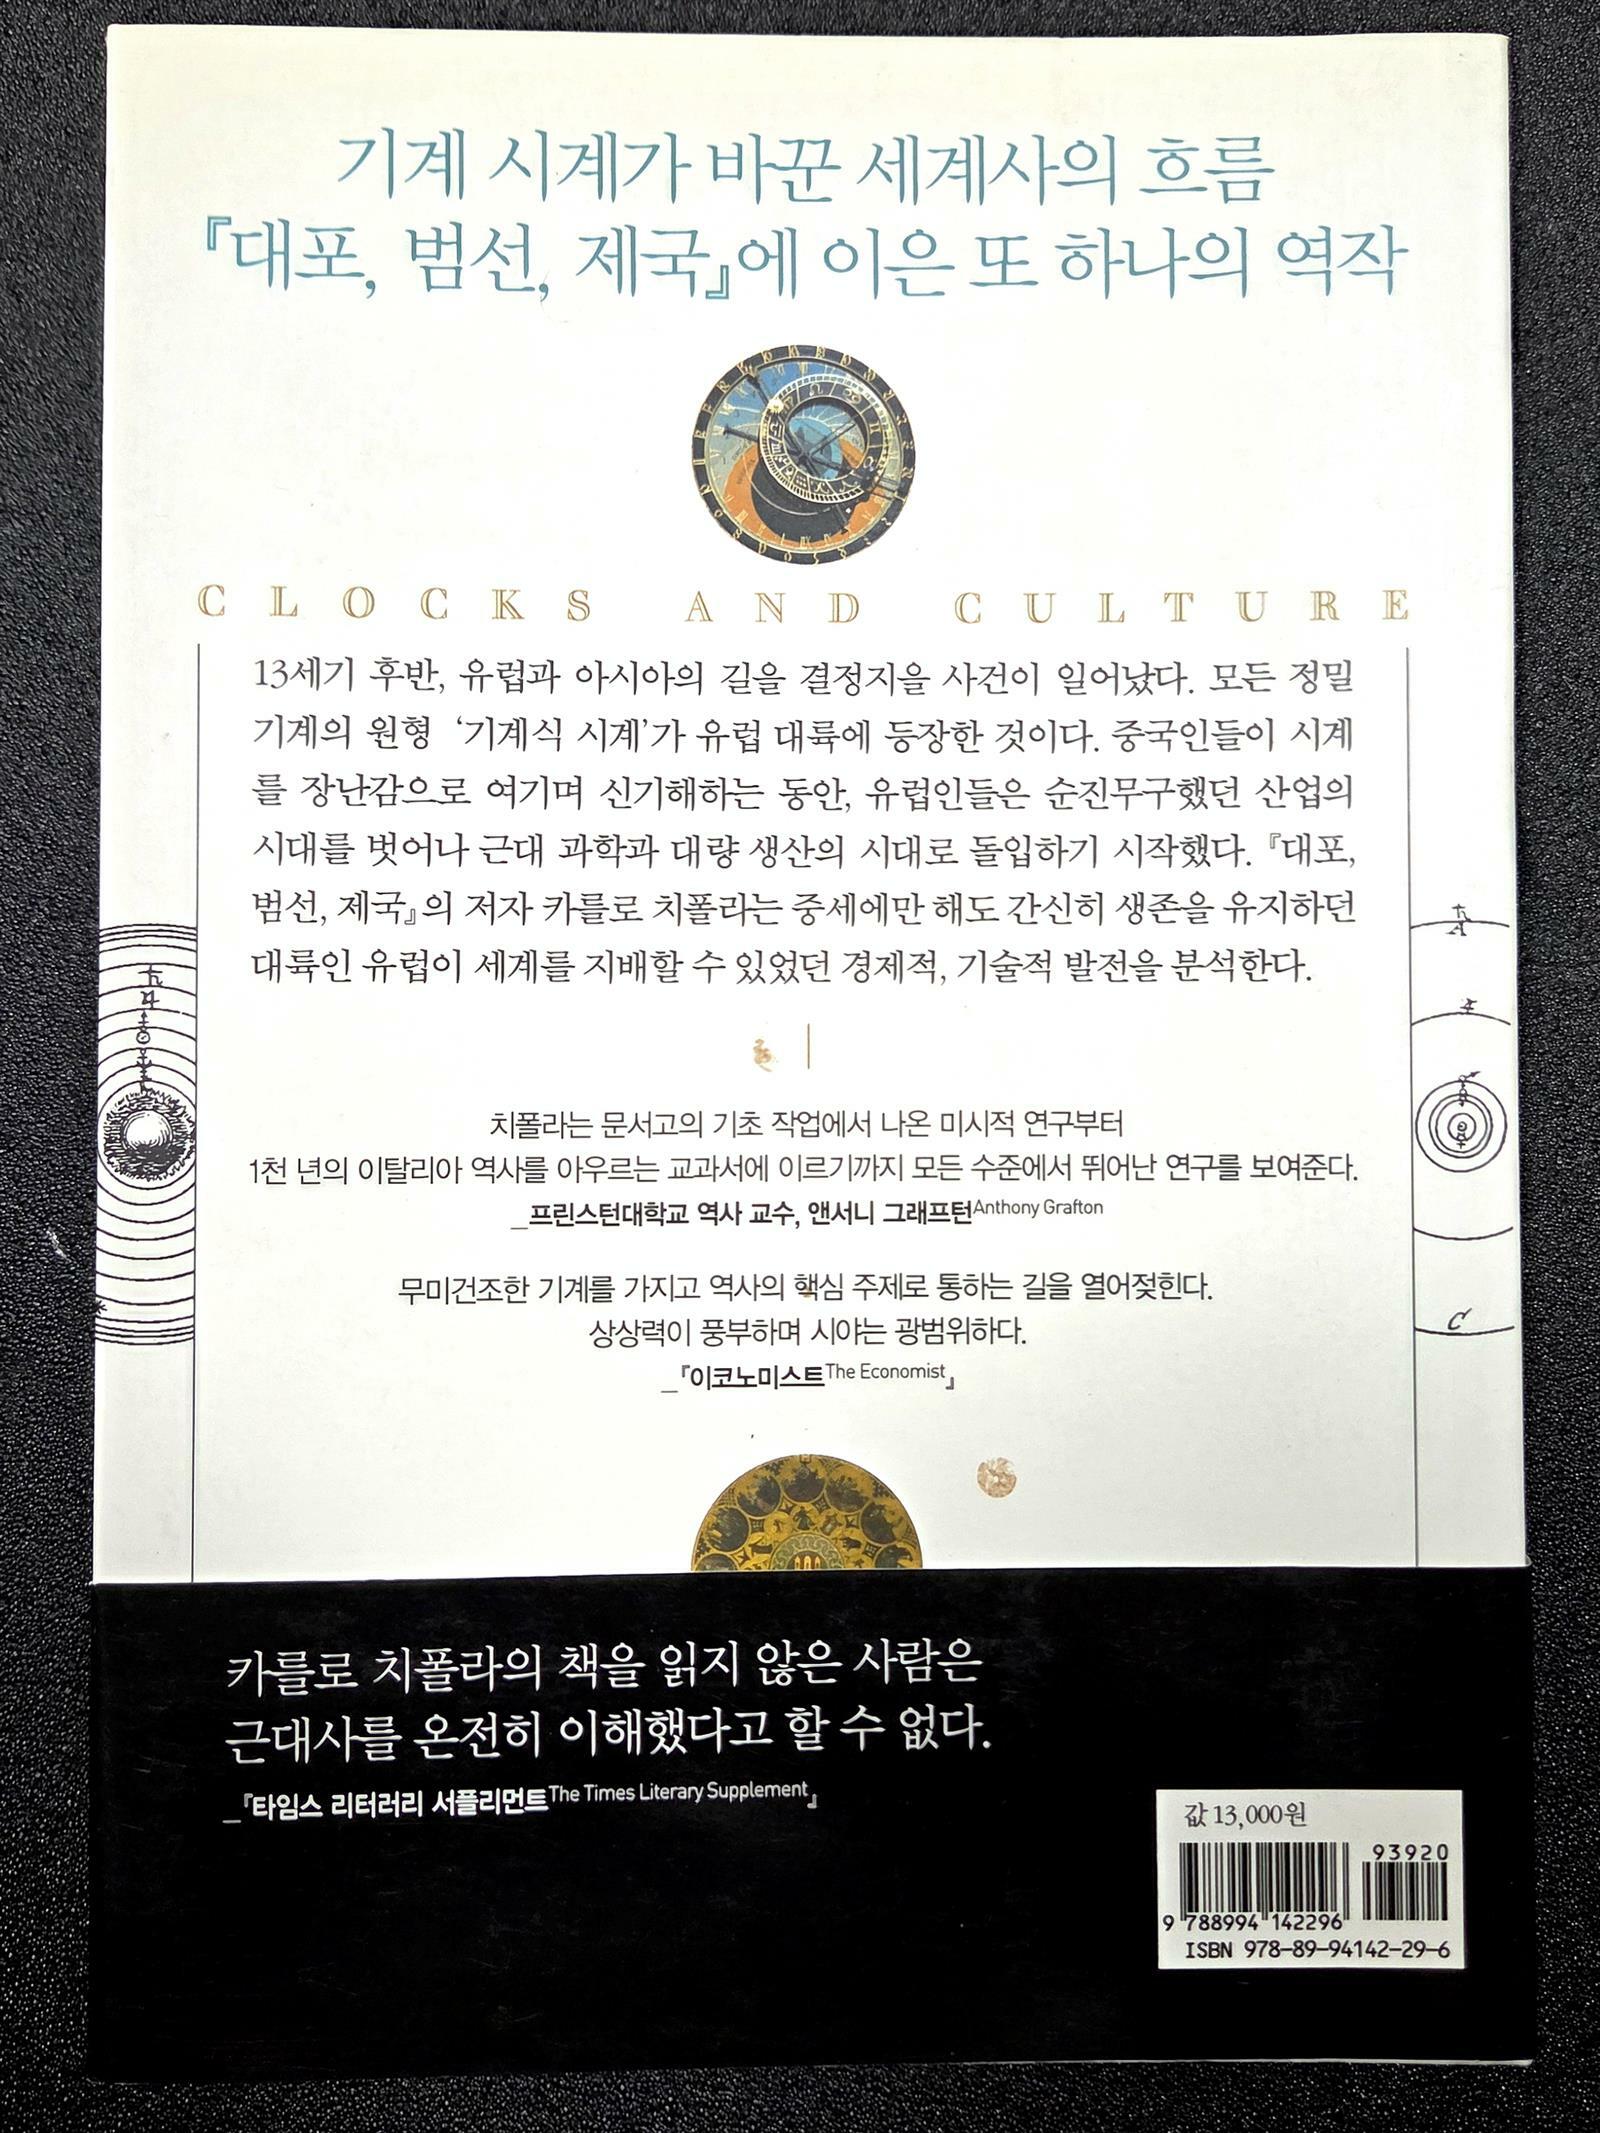 기계 시계가 바꾼 세계사의 흐름
『대포, 범선, 제국』에 이은 또 하나의 역작
CLOCKS AND CULTURE
13세기 후반, 유럽과 아시아의 길을 결정지을 사건이 일어났다. 모든 정밀
기계의 원형 ‘기계식 시계’가 유럽 대륙에 등장한 것이다. 중국인들이 시계
를 장난감으로 여기며 신기해하는 동안, 유럽인들은 순진무구했던 산업의
시대를 벗어나 근대 과학과 대량 생산의 시대로 돌입하기 시작했다. 『대포,
범선, 제국』의 저자 카를로 치폴라는 중세에만 해도 간신히 생존을 유지하던
대륙인 유럽이 세계를 지배할 수 있었던 경제적, 기술적 발전을 분석한다.
치폴라는 문서고의 기초 작업에서 나온 미시적 연구부터
1천 년의 이탈리아 역사를 아우르는 교과서에 이르기까지 모든 수준에서 뛰어난 연구를 보여준다.
_프린스턴대학교 역사 교수, 앤서니 그래프턴Anthony Grafton
무미건조한 기계를 가지고 역사의 핵심 주제로 통하는 길을 열어젖힌다.
상상력이 풍부하며 시야는 광범위하다.
_『이코노미스트The Economist』
카를로 치폴라의 책을 읽지 않은 사람은
근대사를 온전히 이해했다고 할 수 없다.
_『타임스 리터러리 서플리먼트The Times Literary Supplement』
값 13,000원
93920
9 788994 142296
ISBN 978-89-94142-29-6